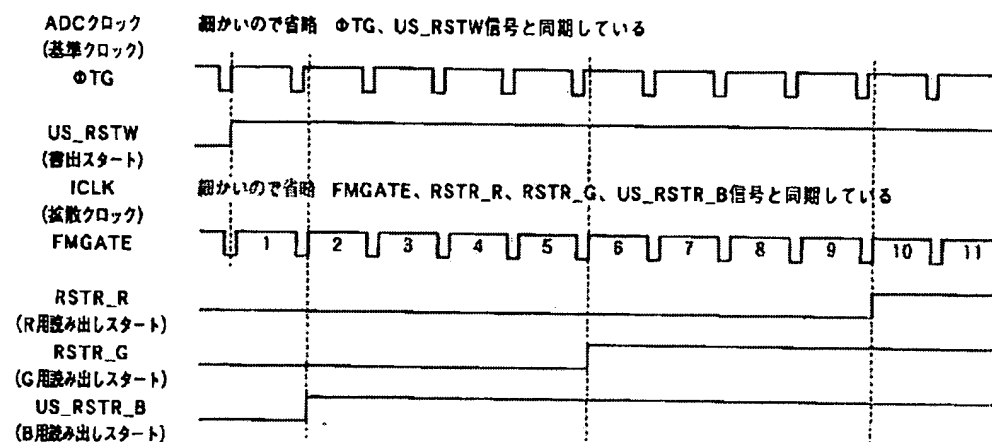 ADCクロック 細かいので省略 ΦTG、US_RSTW信号と同期している
(基準クロック)
ΦTG
US_RSTW
(書出スタート)
ICLK 細かいので省略 FMGATE、RSTR_R、RSTR_G、US_RSTR_B信号と同期している
(拡散クロック)
FMGATE 1 2 3 4 5 6 7 8 9 10 11
RSTR_R
(R用読み出しスタート)
RSTR_G
(G用読み出しスタート)
US_RSTR_B
(B用読み出しスタート)